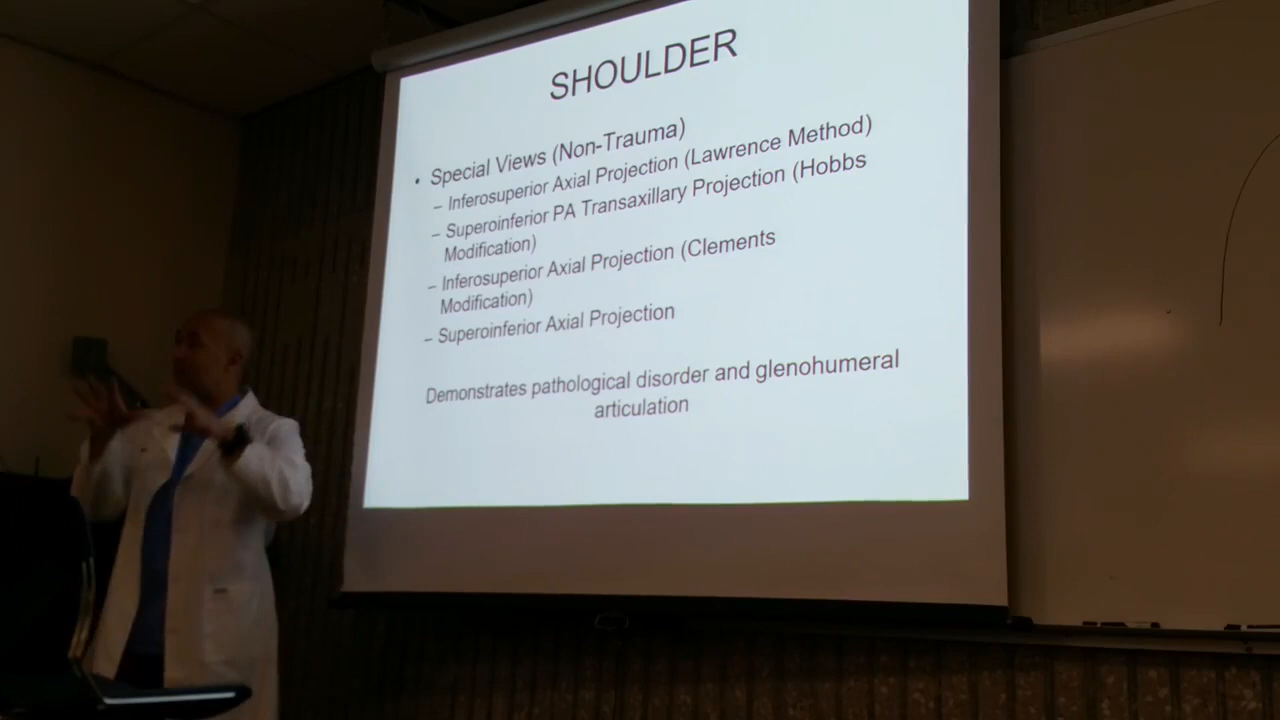 SHOULDER
• Special Views (Non-Trauma)
– Inferosuperior Axial Projection (Lawrence Method)
– Superoinferior PA Transaxillary Projection (Hobbs
Modification)
– Inferosuperior Axial Projection (Clements
Modification)
– Superoinferior Axial Projection
Demonstrates pathological disorder and glenohumeral
articulation